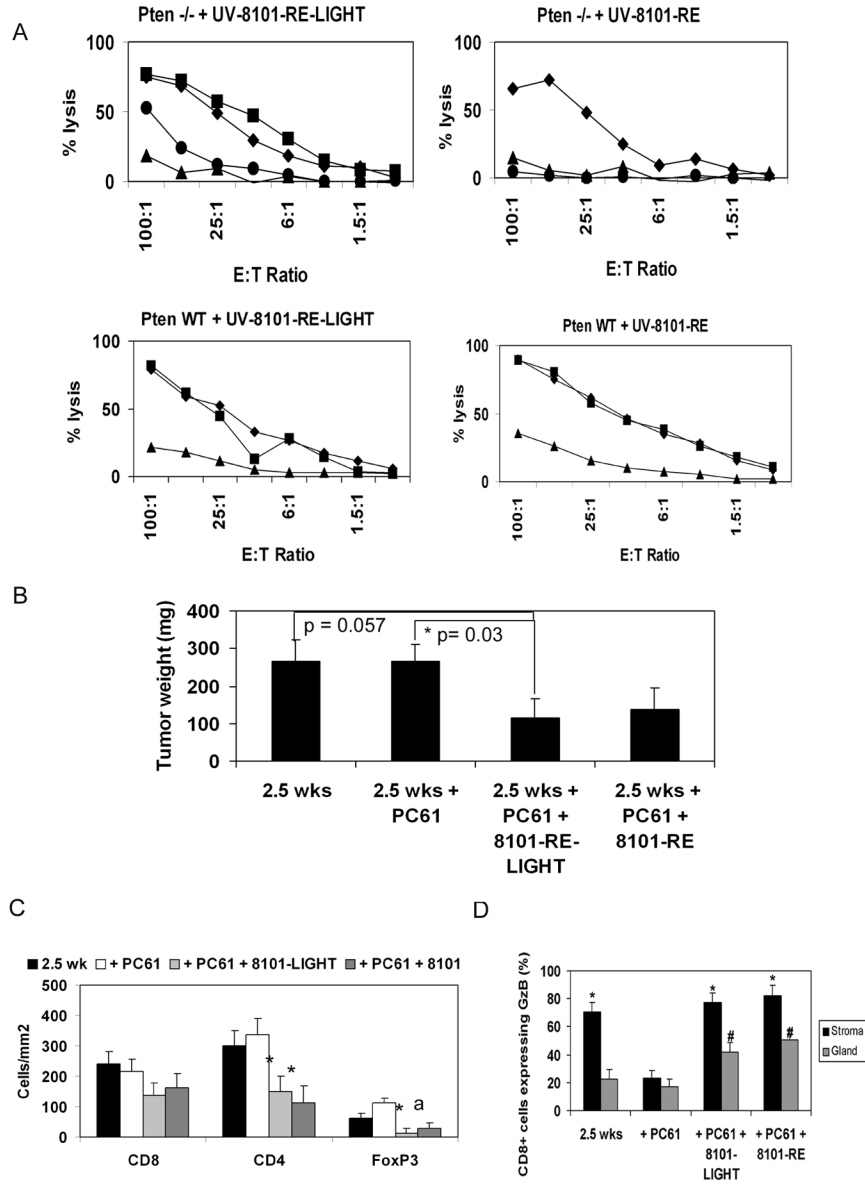 A
Pten -/- + UV-8101-RE-LIGHT
% lysis
100
50
0
100:1
25:1
6:1
1.5:1
E:T Ratio
Pten -/- + UV-8101-RE
% lysis
100
50
0
100:1
25:1
6:1
1.5:1
E:T Ratio
Pten WT + UV-8101-RE-LIGHT
% lysis
100
50
0
100:1
25:1
6:1
1.5:1
E:T Ratio
Pten WT + UV-8101-RE
% lysis
100
50
0
100:1
25:1
6:1
1.5:1
E:T Ratio
B
Tumor weight (mg)
400
300
200
100
0
p = 0.057
* p= 0.03
2.5 wks
2.5 wks +
PC61
2.5 wks +
PC61 +
8101-RE-
LIGHT
2.5 wks +
PC61 +
8101-RE
C
2.5 wk + PC61 + PC61 + 8101-LIGHT + PC61 + 8101
Cells/mm2
500
400
300
200
100
0
* *
* a
CD8
CD4
FoxP3
D
CD8+ cells expressing GzB (%)
100
80
60
40
20
0
* * *
# #
2.5 wks
+ PC61
+ PC61 +
8101-
LIGHT
+ PC61 +
8101-RE
Stroma
Gland